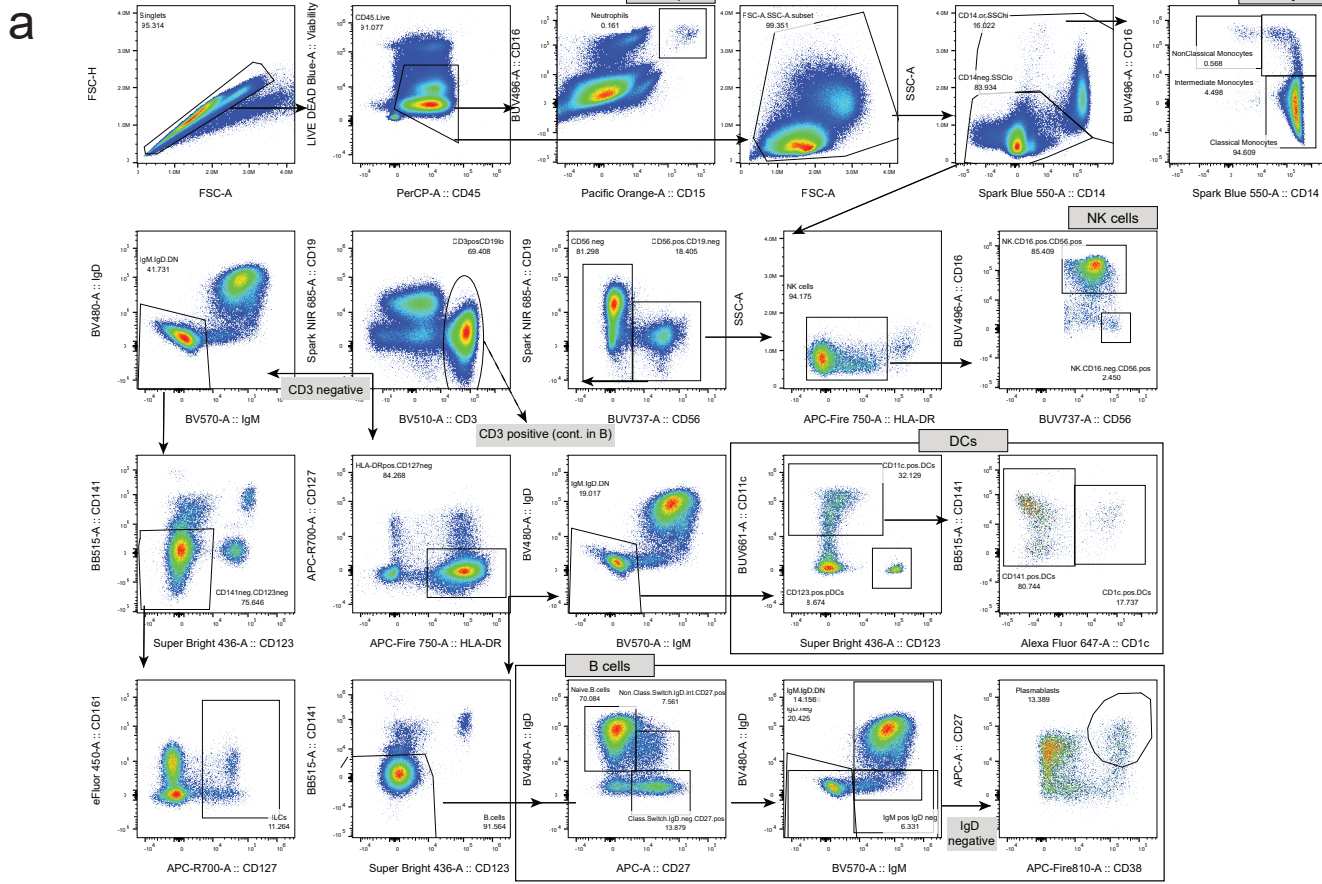 a
Singlets
95.314
FSC-H
FSC-A
CD45.Live
91.077
LIVE DEAD Blue-A :: Viability
PerCP-A :: CD45
Neutrophils
0.161
BUV496-A :: CD16
Pacific Orange-A :: CD15
FSC-A.SSC-A.subset
99.351
FSC-A
CD14.or.SSChi
16.022
CD14neg.SSClo
83.934
SSC-A
Spark Blue 550-A :: CD14
NonClassical Monocytes
0.568
Intermediate Monocytes
4.498
Classical Monocytes
94.609
BUV496-A :: CD16
Spark Blue 550-A :: CD14
IgM.IgD.DN
41.731
BV480-A :: IgD
BV570-A :: IgM
CD3 negative
CD3posCD19lo
69.408
Spark NIR 685-A :: CD19
BV510-A :: CD3
CD3 positive (cont. in B)
CD56 neg
81.298
CD56.pos.CD19.neg
18.405
Spark NIR 685-A :: CD19
BUV737-A :: CD56
NK cells
94.175
SSC-A
APC-Fire 750-A :: HLA-DR
NK cells
NK.CD16.pos.CD56.pos
85.409
NK.CD16.neg.CD56.pos
2.450
BUV496-A :: CD16
BUV737-A :: CD56
CD141neg.CD123neg
75.646
BB515-A :: CD141
Super Bright 436-A :: CD123
HLA-DRpos.CD127neg
84.268
APC-R700-A :: CD127
APC-Fire 750-A :: HLA-DR
IgM.IgD.DN
19.017
BV480-A :: IgD
BV570-A :: IgM
DCs
CD11c.pos.DCs
32.129
CD123.pos.pDCs
BUV661-A :: CD11c
Super Bright 436-A :: CD123
CD141.pos.DCs
80.744
CD1c.pos.DCs
17.737
BB515-A :: CD141
Alexa Fluor 647-A :: CD1c
ILCs
11.264
eFluor 450-A :: CD161
APC-R700-A :: CD127
B.cells
91.564
BB515-A :: CD141
Super Bright 436-A :: CD123
B cells
Naive.B.cells
70.084
Non.Class.Switch.IgD.int.CD27.pos
7.561
Class.Switch.IgD.neg.CD27.pos
13.879
BV480-A :: IgD
APC-A :: CD27
IgM.IgD.DN
14.156
IgD.neg
20.425
IgM pos IgD neg
6.331
BV480-A :: IgD
BV570-A :: IgM
IgD
negative
Plasmablasts
13.389
APC-A :: CD27
APC-Fire810-A :: CD38